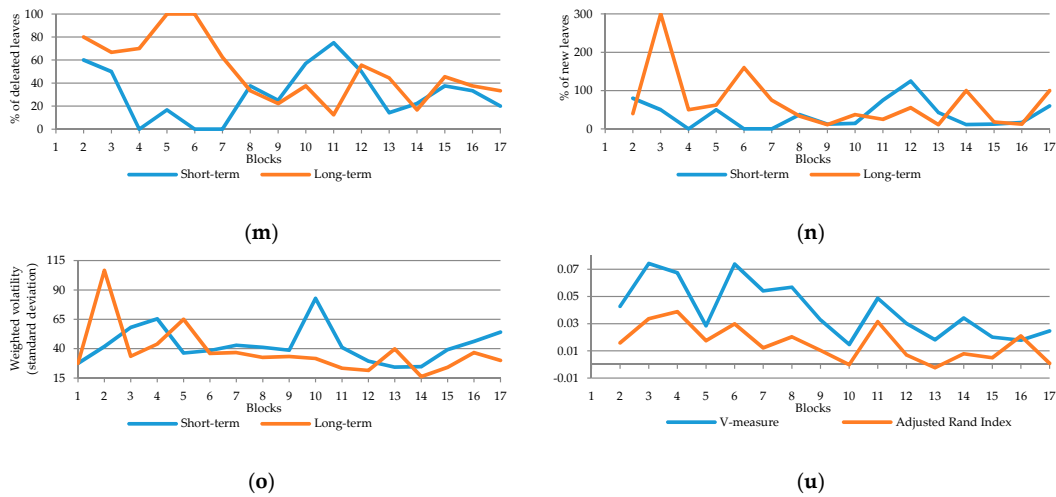 % of deleated leaves
100
80
60
40
20
0
1 2 3 4 5 6 7 8 9 10 11 12 13 14 15 16 17
Blocks
Short-term Long-term
(m)
% of new leaves
300
200
100
0
1 2 3 4 5 6 7 8 9 10 11 12 13 14 15 16 17
Blocks
Short-term Long-term
(n)
Weighted volatility
(standard deviation)
115
90
65
40
15
1 2 3 4 5 6 7 8 9 10 11 12 13 14 15 16 17
Blocks
Short-term Long-term
(o)
0.07
0.05
0.03
0.01
-0.01
1 2 3 4 5 6 7 8 9 10 11 12 13 14 15 16 17
Blocks
V-measure Adjusted Rand Index
(u)